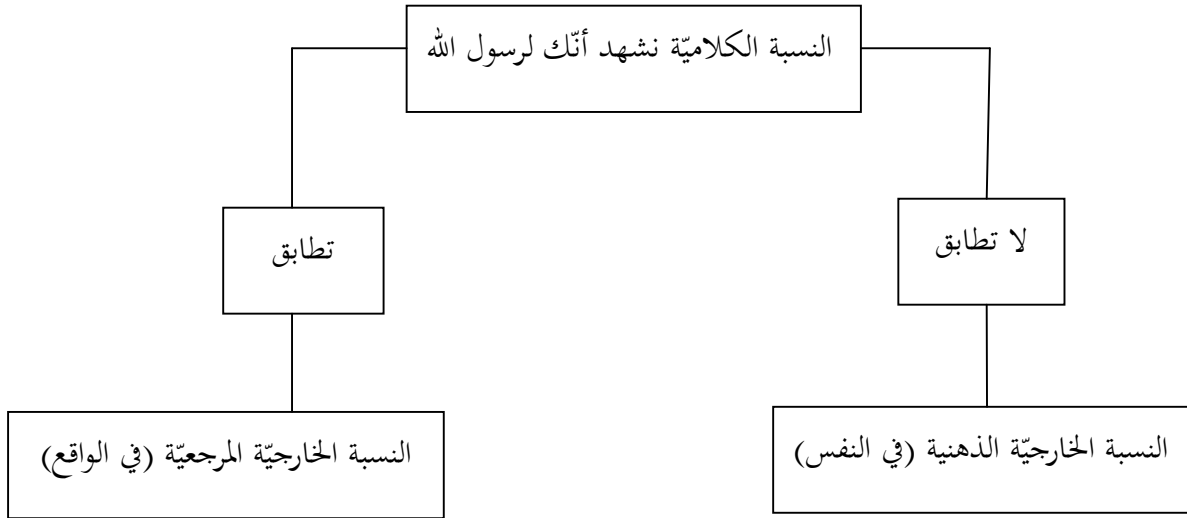 النسبة الكلاميّة نشهد أنّك لرسول الله
لا تطابق
تطابق
النسبة الخارجيّة الذهنية (في النفس)
النسبة الخارجيّة المرجعيّة (في الواقع)